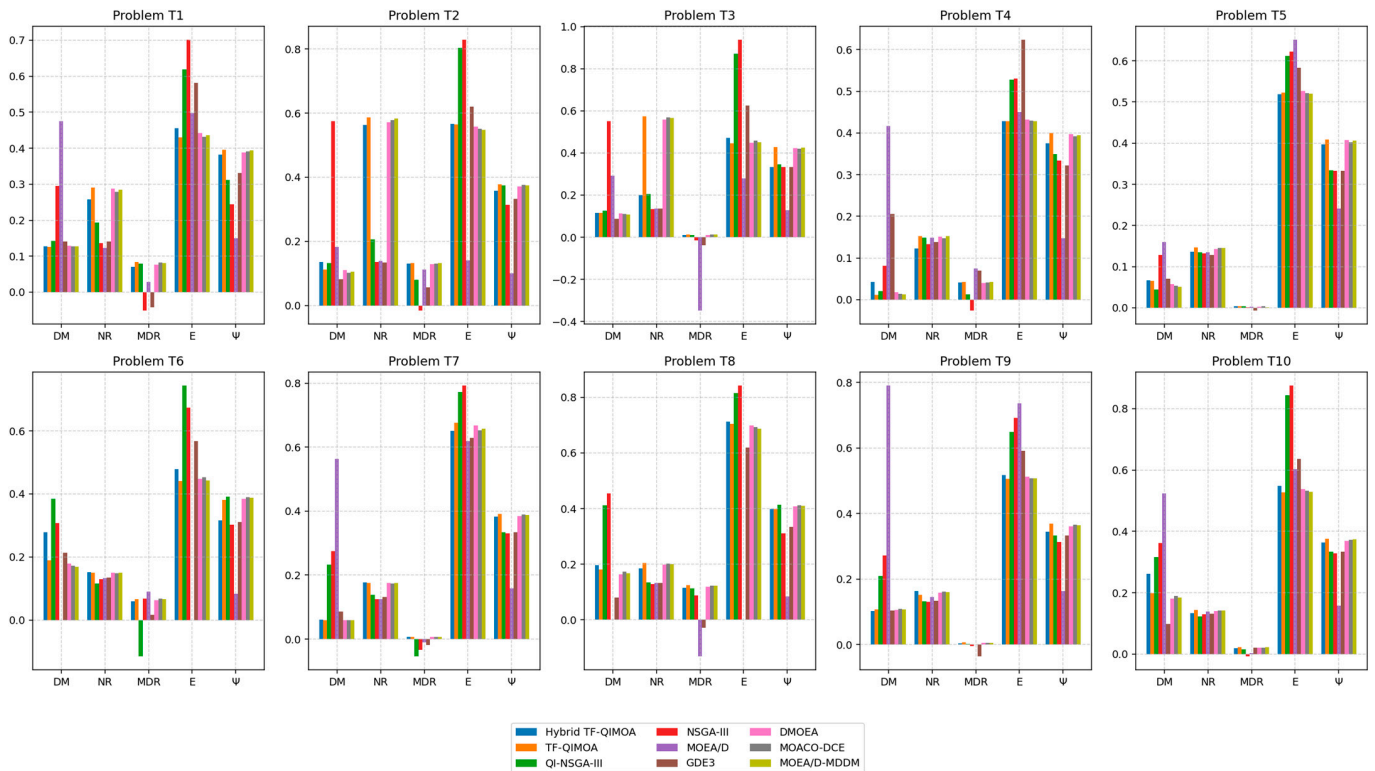 Problem T1
0.7
0.6
0.5
0.4
0.3
0.2
0.1
0.0
DM NR MDR E Ψ
Problem T2
0.8
0.6
0.4
0.2
0.0
DM NR MDR E Ψ
Problem T3
1.0
0.8
0.6
0.4
0.2
0.0
−0.2
−0.4
DM NR MDR E Ψ
Problem T4
0.6
0.5
0.4
0.3
0.2
0.1
0.0
DM NR MDR E Ψ
Problem T5
0.6
0.5
0.4
0.3
0.2
0.1
0.0
DM NR MDR E Ψ
Problem T6
0.6
0.4
0.2
0.0
DM NR MDR E Ψ
Problem T7
0.8
0.6
0.4
0.2
0.0
DM NR MDR E Ψ
Problem T8
0.8
0.6
0.4
0.2
0.0
DM NR MDR E Ψ
Problem T9
0.8
0.6
0.4
0.2
0.0
DM NR MDR E Ψ
Problem T10
0.8
0.6
0.4
0.2
0.0
DM NR MDR E Ψ
Hybrid TF-QIMOA
TF-QIMOA
QI-NSGA-III
NSGA-III
MOEA/D
GDE3
DMOEA
MOACO-DCE
MOEA/D-MDDM